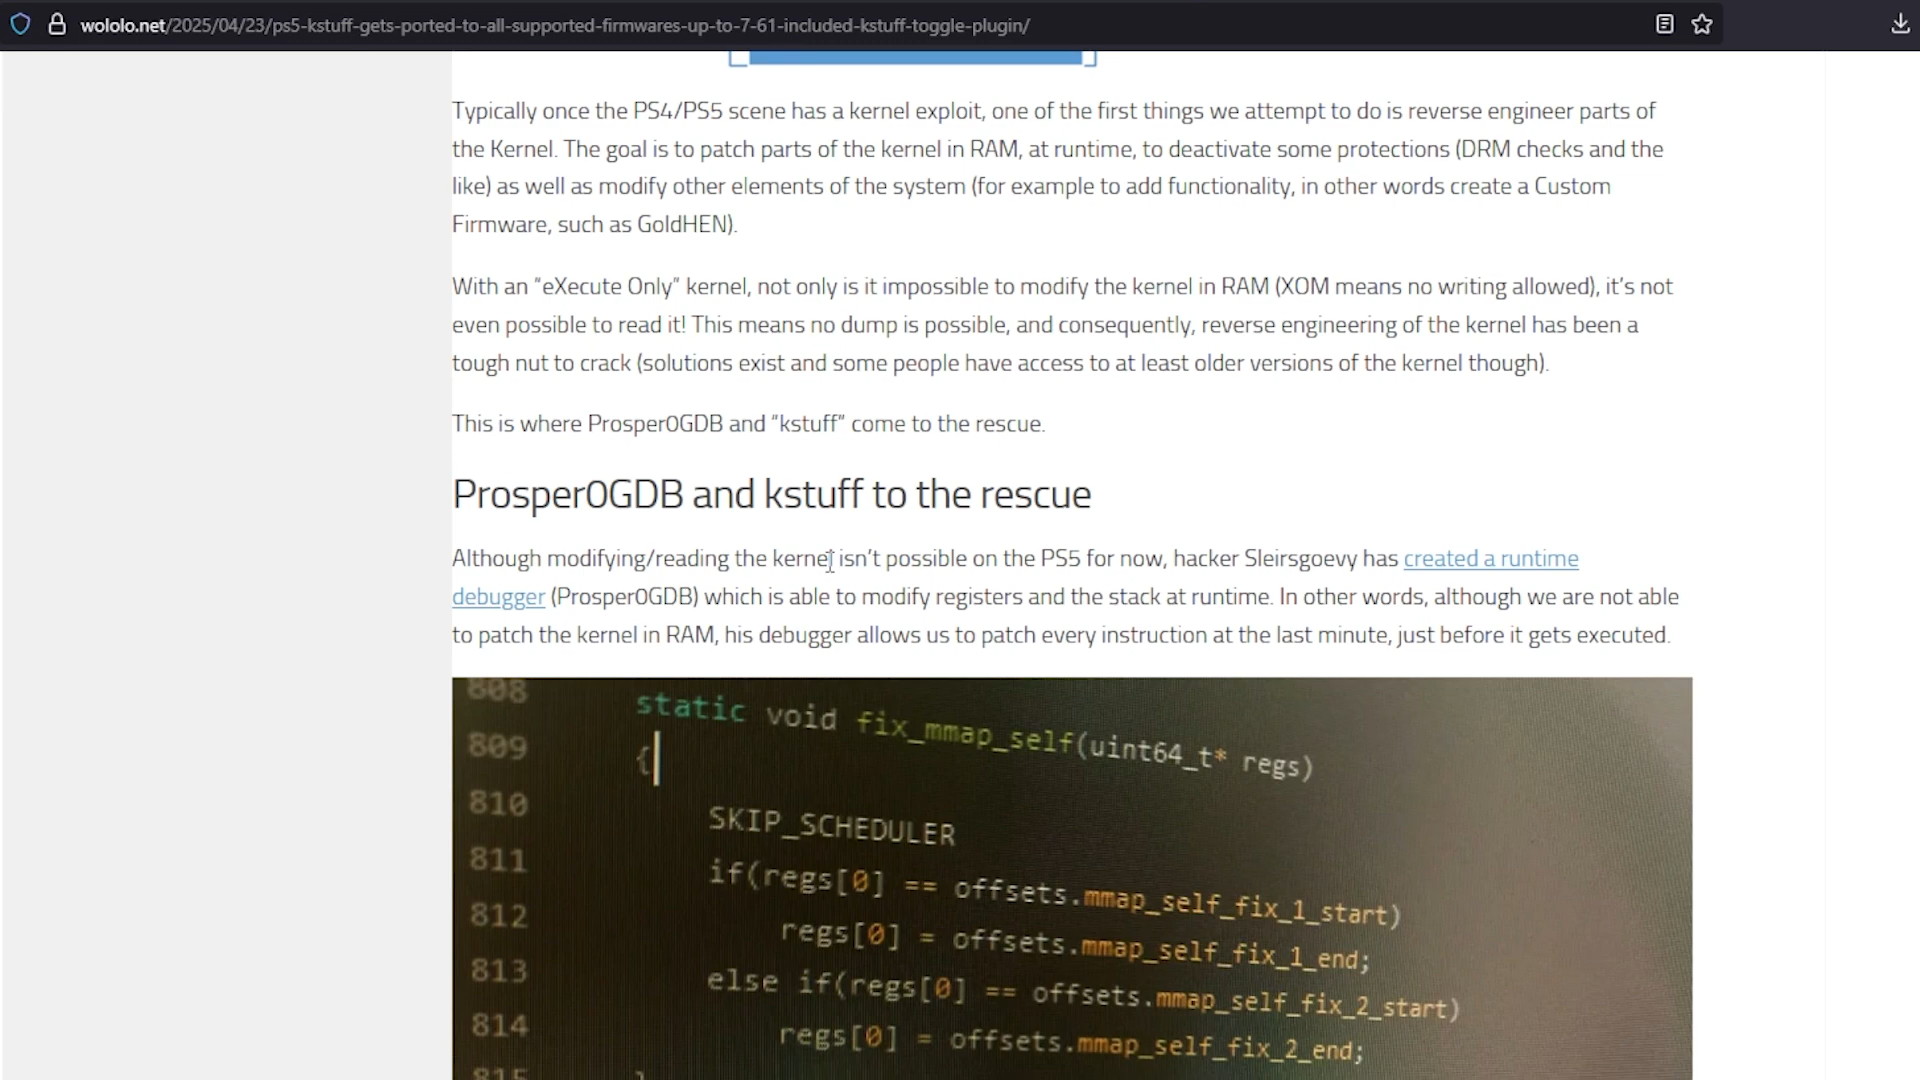 wololo.net/2025/04/23/ps5-kstuff-gets-ported-to-all-supported-firmwares-up-to-7-61-included-kstuff-toggle-plugin/
Typically once the PS4/PS5 scene has a kernel exploit, one of the first things we attempt to do is reverse engineer parts of
the Kernel. The goal is to patch parts of the kernel in RAM, at runtime, to deactivate some protections (DRM checks and the
like) as well as modify other elements of the system (for example to add functionality, in other words create a Custom
Firmware, such as GoldHEN).
With an “eXecute Only” kernel, not only is it impossible to modify the kernel in RAM (XOM means no writing allowed), it’s not
even possible to read it! This means no dump is possible, and consequently, reverse engineering of the kernel has been a
tough nut to crack (solutions exist and some people have access to at least older versions of the kernel though).
This is where Prosper0GDB and “kstuff” come to the rescue.
Prosper0GDB and kstuff to the rescue
Although modifying/reading the kernel isn’t possible on the PS5 for now, hacker Sleirsgoevy has created a runtime
debugger (Prosper0GDB) which is able to modify registers and the stack at runtime. In other words, although we are not able
to patch the kernel in RAM, his debugger allows us to patch every instruction at the last minute, just before it gets executed.
808 static void fix_mmap_self(uint64_t* regs)
809 {
810 SKIP_SCHEDULER
811 if(regs[0] == offsets.mmap_self_fix_1_start)
812 regs[0] = offsets.mmap_self_fix_1_end;
813 else if(regs[0] == offsets.mmap_self_fix_2_start)
814 regs[0] = offsets.mmap_self_fix_2_end;
815